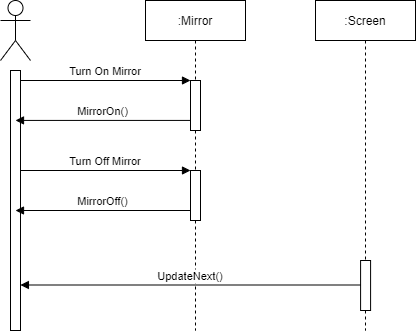 :Mirror
:Screen
Turn On Mirror
MirrorOn()
Turn Off Mirror
MirrorOff()
UpdateNext()